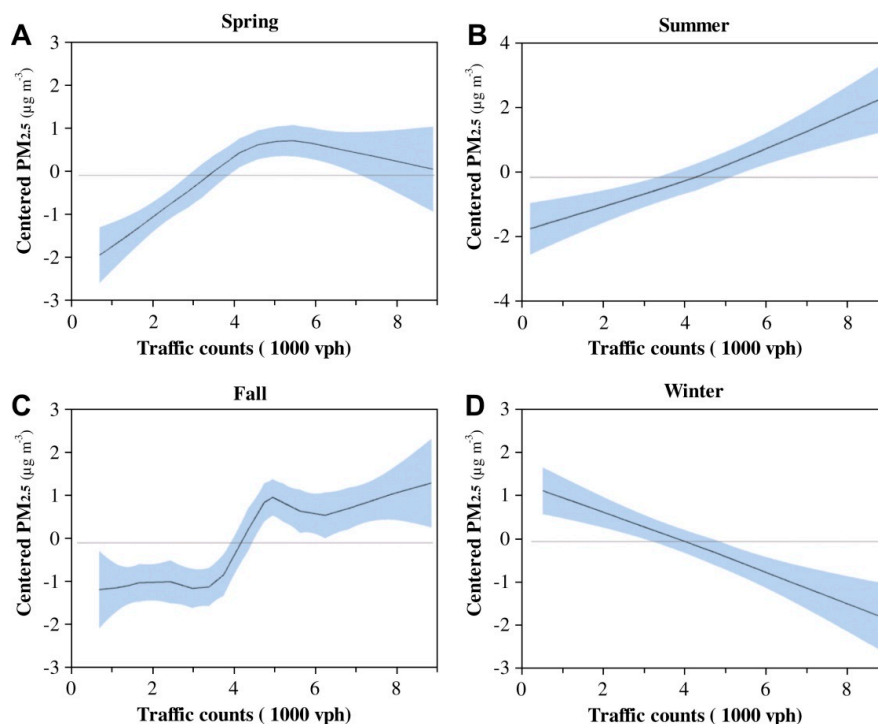 A
Spring
Centered PM2.5 (µg m-3)
3
2
1
0
-1
-2
-3
0 2 4 6 8
Traffic counts ( 1000 vph)
B
Summer
Centered PM2.5 (µg m-3)
4
2
0
-2
-4
0 2 4 6 8
Traffic counts ( 1000 vph)
C
Fall
Centered PM2.5 (µg m-3)
3
2
1
0
-1
-2
-3
0 2 4 6 8
Traffic counts ( 1000 vph)
D
Winter
Centered PM2.5 (µg m-3)
3
2
1
0
-1
-2
-3
0 2 4 6 8
Traffic counts ( 1000 vph)